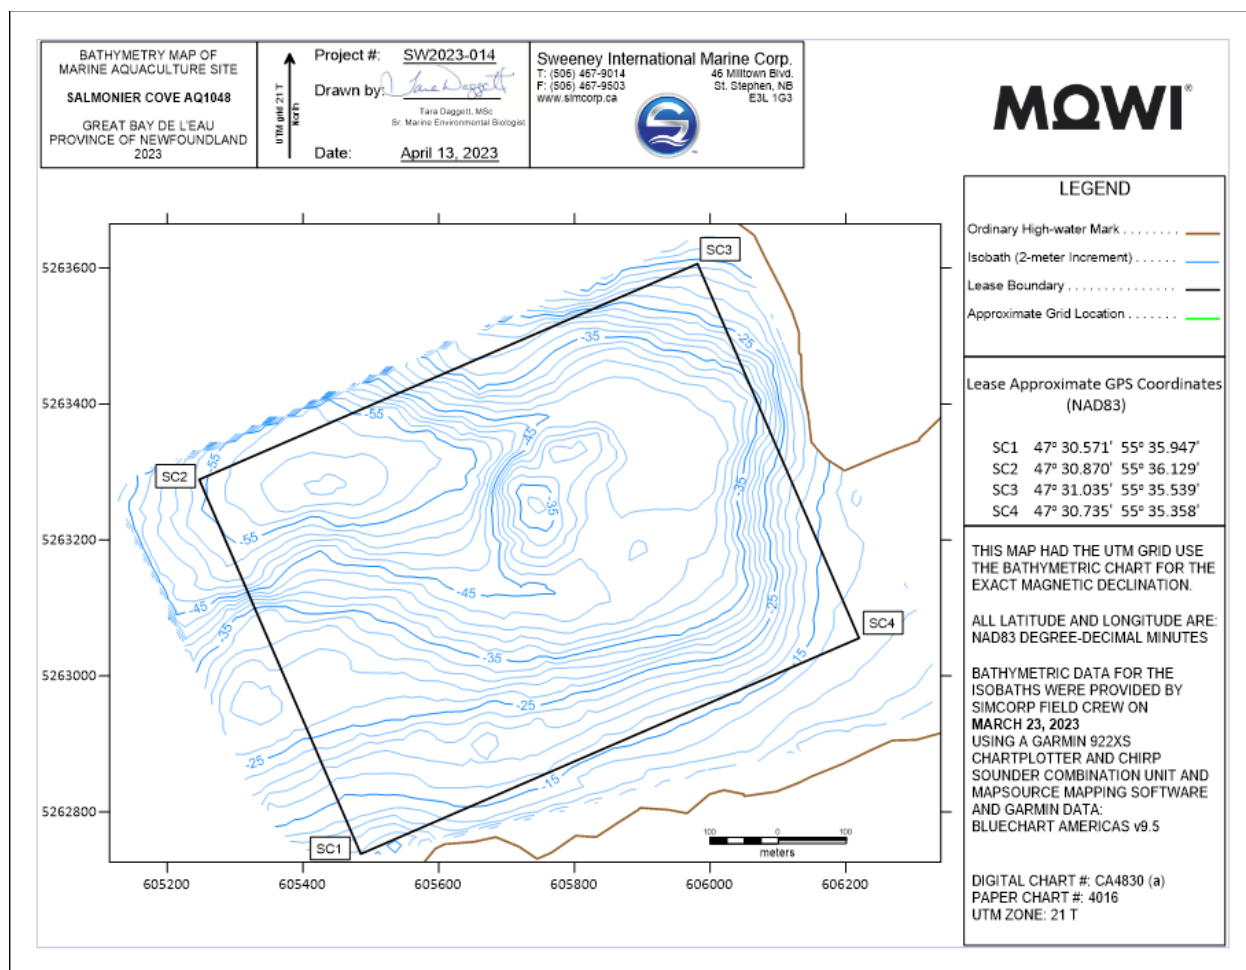 BATHYMETRY MAP OF
MARINE AQUACULTURE SITE
SALMONIER COVE AQ1048
GREAT BAY DE L'EAU
PROVINCE OF NEWFOUNDLAND
2023
UTM grid 21 T
North
Project #: SW2023-014
Drawn by: Tara Daggett
Tara Daggett, MSc
Sr. Marine Environmental Biologist
Date: April 13, 2023
Sweeney International Marine Corp.
T: (506) 467-9014 46 Milltown Blvd.
F: (506) 467-9503 St. Stephen, NB
www.simcorp.ca E3L 1G3
S
MOWI®
LEGEND
Ordinary High-water Mark . . . . . . . .
Isobath (2-meter Increment) . . . . . .
Lease Boundary . . . . . . . . . . . . . . .
Approximate Grid Location . . . . . . .
Lease Approximate GPS Coordinates
(NAD83)
SC1 47º 30.571' 55º 35.947'
SC2 47º 30.870' 55º 36.129'
SC3 47º 31.035' 55º 35.539'
SC4 47º 30.735' 55º 35.358'
THIS MAP HAD THE UTM GRID USE
THE BATHYMETRIC CHART FOR THE
EXACT MAGNETIC DECLINATION.
ALL LATITUDE AND LONGITUDE ARE:
NAD83 DEGREE-DECIMAL MINUTES
BATHYMETRIC DATA FOR THE
ISOBATHS WERE PROVIDED BY
SIMCORP FIELD CREW ON
MARCH 23, 2023
USING A GARMIN 922XS
CHARTPLOTTER AND CHIRP
SOUNDER COMBINATION UNIT AND
MAPSOURCE MAPPING SOFTWARE
AND GARMIN DATA:
BLUECHART AMERICAS v9.5
DIGITAL CHART #: CA4830 (a)
PAPER CHART #: 4016
UTM ZONE: 21 T
SC3
5263600
-35
-25
5263400
-55
-45
-55
SC2
-35
-35
5263200
-55
-45
-45
-25
-35
SC4
-35
-15
5263000
-25
-25
-15
5262800
100 0 100
meters
SC1
605200 605400 605600 605800 606000 606200